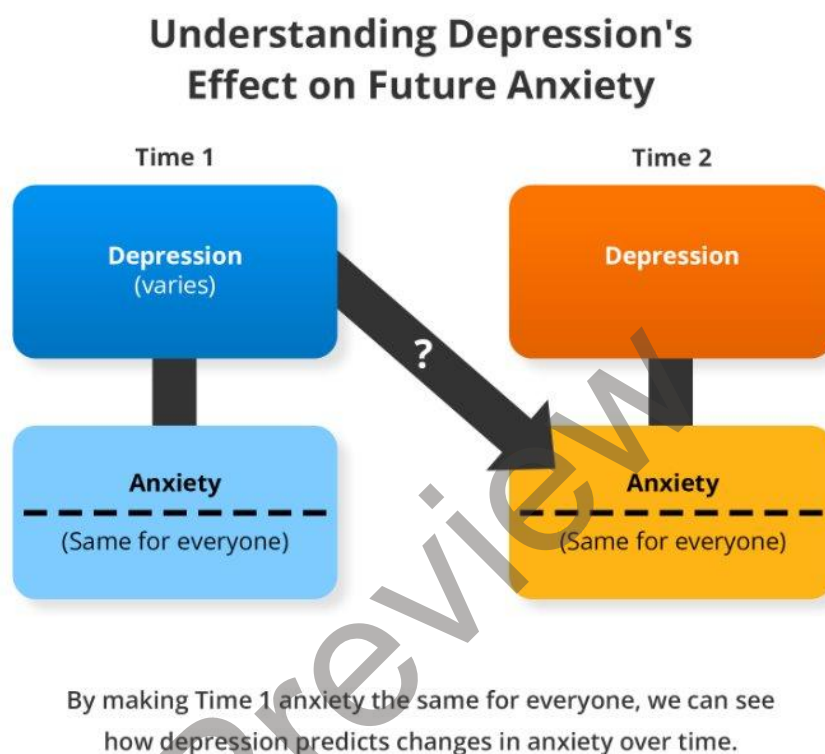 Understanding Depression's
Effect on Future Anxiety
Time 1
Time 2
Depression
(varies)
Depression
?
Anxiety
(Same for everyone)
Anxiety
(Same for everyone)
By making Time 1 anxiety the same for everyone, we can see
how depression predicts changes in anxiety over time.
preview